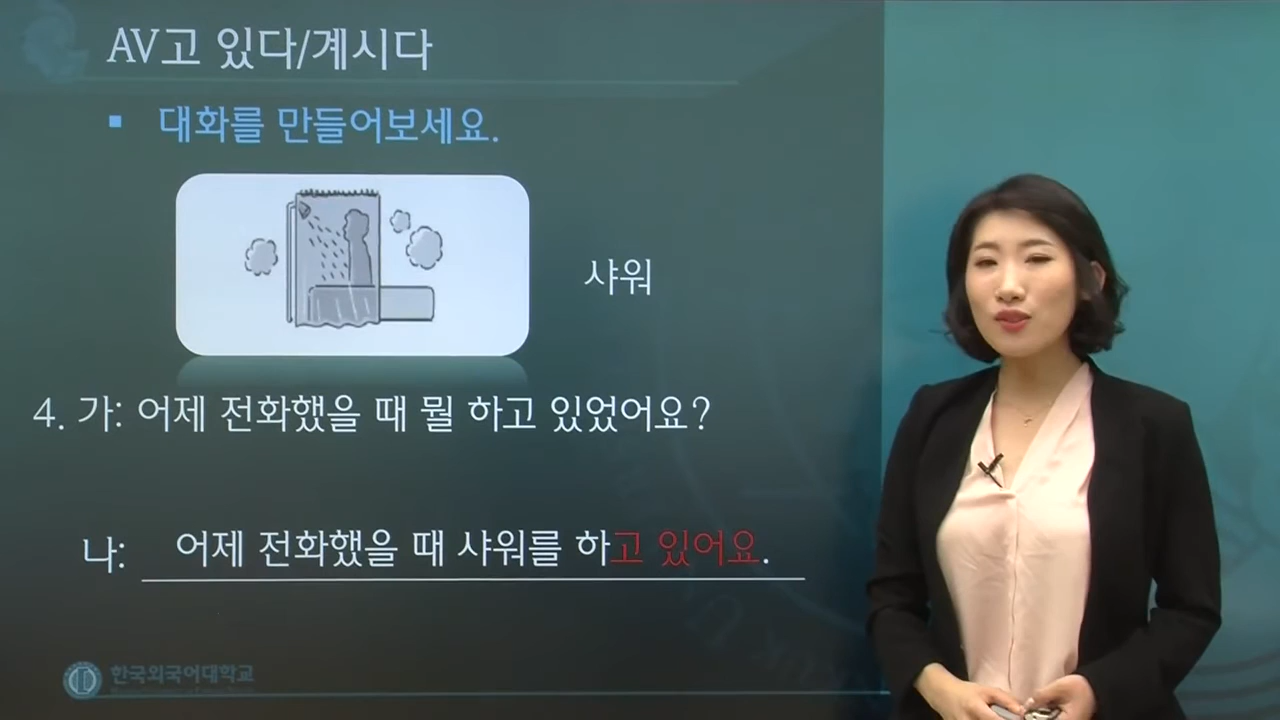 AV고 있다/계시다
▪ 대화를 만들어보세요.
샤워
4. 가: 어제 전화했을 때 뭘 하고 있었어요?
나: 어제 전화했을 때 샤워를 하고 있어요.
한국외국어대학교